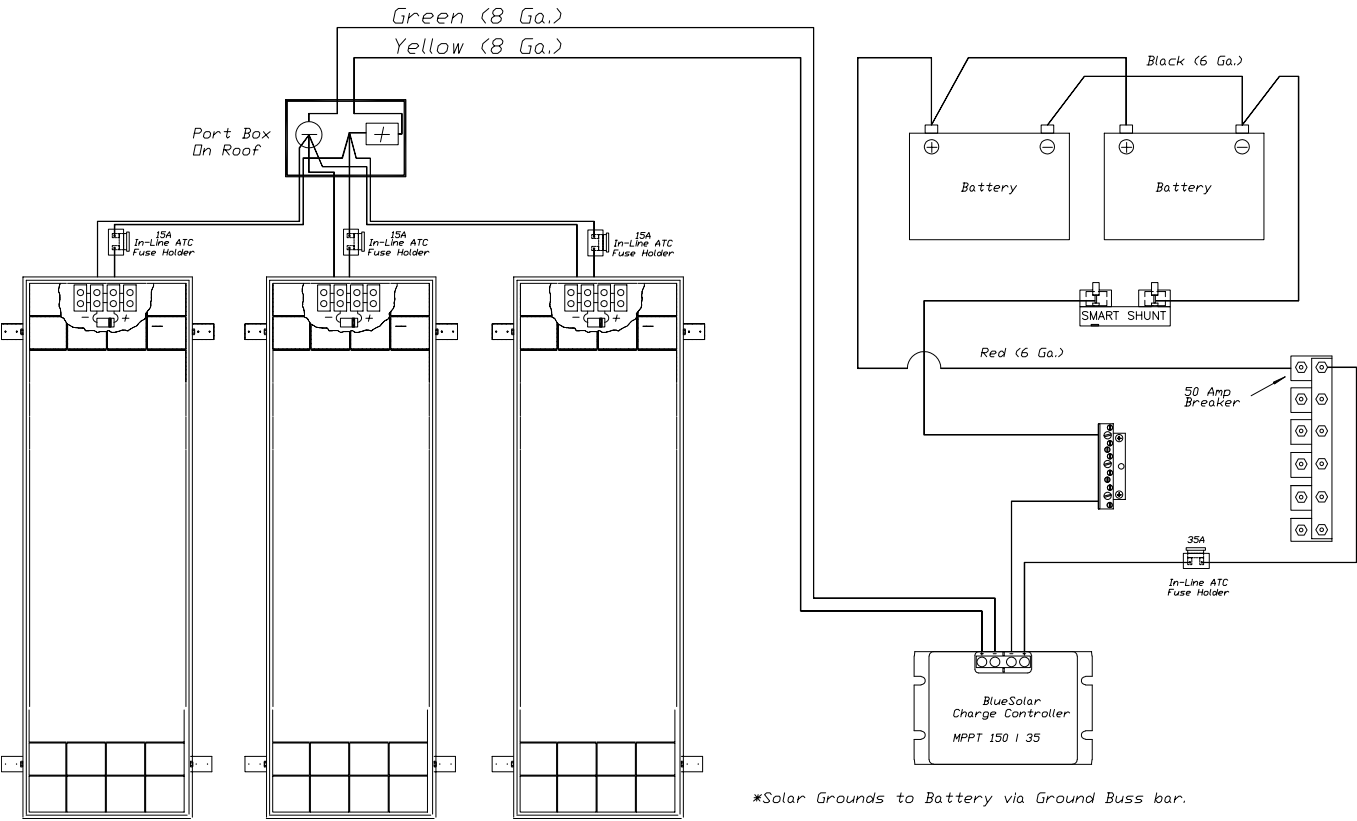 Green (8 Ga.)
Yellow (8 Ga.)
Black (6 Ga.)
Port Box
On Roof
Battery
Battery
15A
In-Line ATC
Fuse Holder
15A
In-Line ATC
Fuse Holder
15A
In-Line ATC
Fuse Holder
- +
- +
- +
SMART SHUNT
Red (6 Ga.)
50 Amp
Breaker
35A
In-Line ATC
Fuse Holder
BlueSolar
Charge Controller
MPPT 150 | 35
*Solar Grounds to Battery via Ground Buss bar.